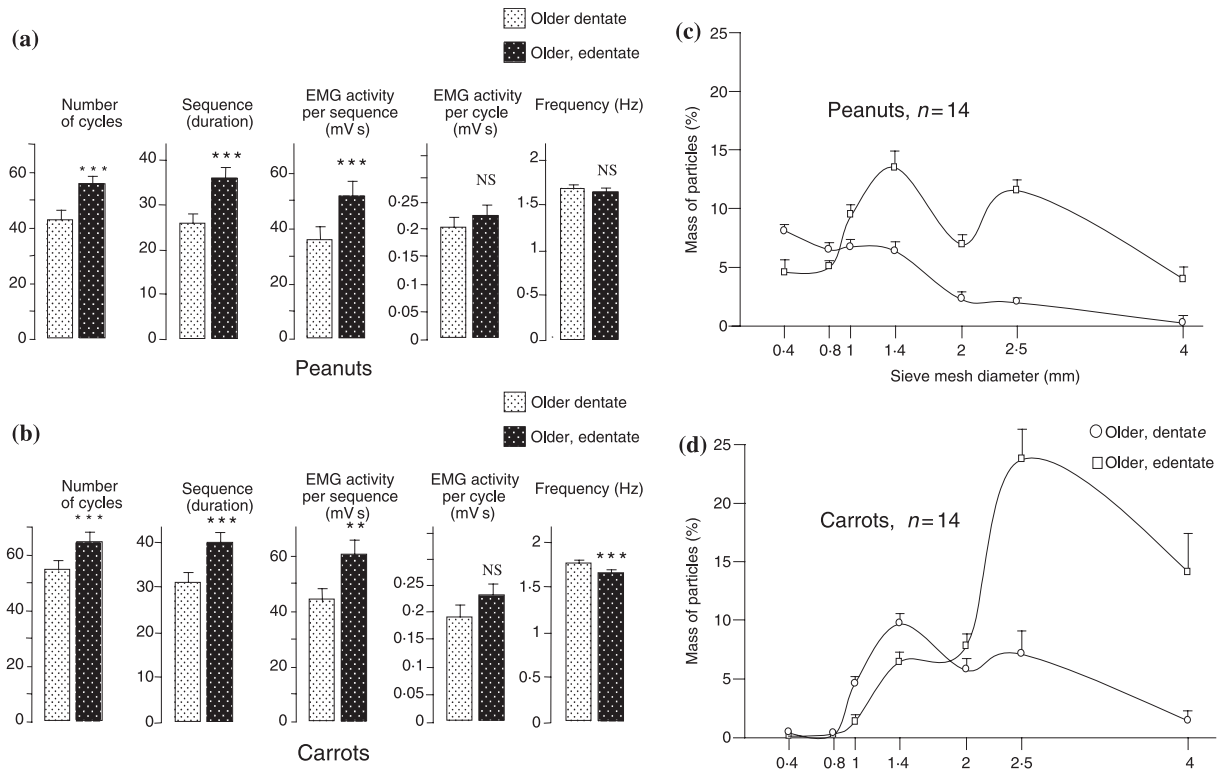 (a)
Older dentate
Older, edentate
Number
of cycles
Sequence
(duration)
EMG activity
per sequence
(mV s)
EMG activity
per cycle
(mV s)
Frequency (Hz)
60
40
20
0
***
40
30
20
10
0
***
60
40
20
0
***
0·25
0·2
0·15
0·1
0·05
0
NS
2
1·5
1
0·5
0
NS
Peanuts
(b)
Older dentate
Older, edentate
Number
of cycles
Sequence
(duration)
EMG activity
per sequence
(mV s)
EMG activity
per cycle
(mV s)
Frequency (Hz)
60
40
20
0
***
40
30
20
10
0
***
60
40
20
0
**
0·25
0·2
0·15
0·1
0·05
0
NS
2
1·5
1
0·5
0
***
Carrots
(c)
25
20
15
10
5
0
Mass of particles (%)
Peanuts, n=14
0·4 0·8 1 1·4 2 2·5 4
Sieve mesh diameter (mm)
(d)
Older, dentate
Older, edentate
25
20
15
10
5
0
Mass of particles (%)
Carrots, n=14
0·4 0·8 1 1·4 2 2·5 4